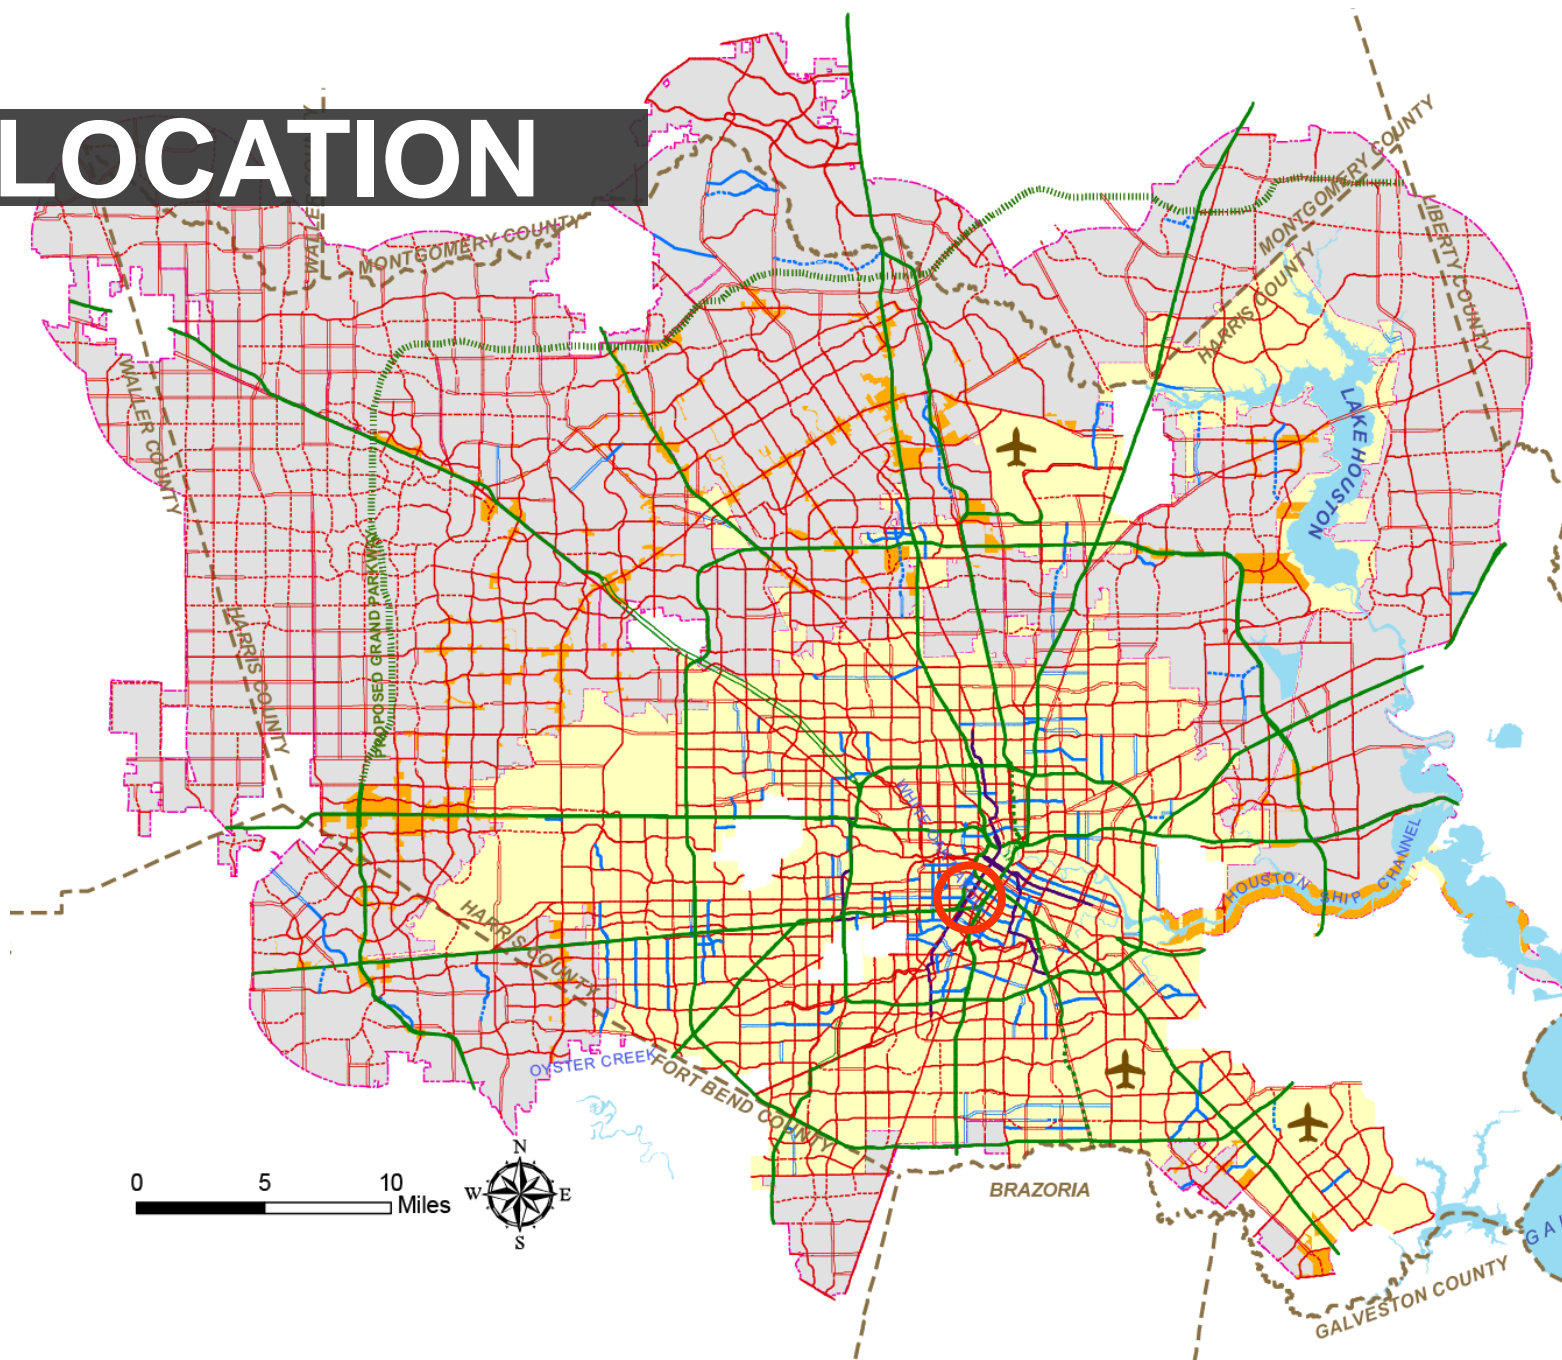 LOCATION
MONTGOMERY COUNTY
MONTGOMERY COUNTY
HARRIS COUNTY
LIBERTY COUNTY
WALLER COUNTY
HARRIS COUNTY
PROPOSED GRAND PARKWAY
LAKE HOUSTON
HOUSTON SHIP CHANNEL
HARRIS COUNTY
FORT BEND COUNTY
OYSTER CREEK
N
W
E
S
0 5 10
Miles
BRAZORIA
GALVESTON COUNTY